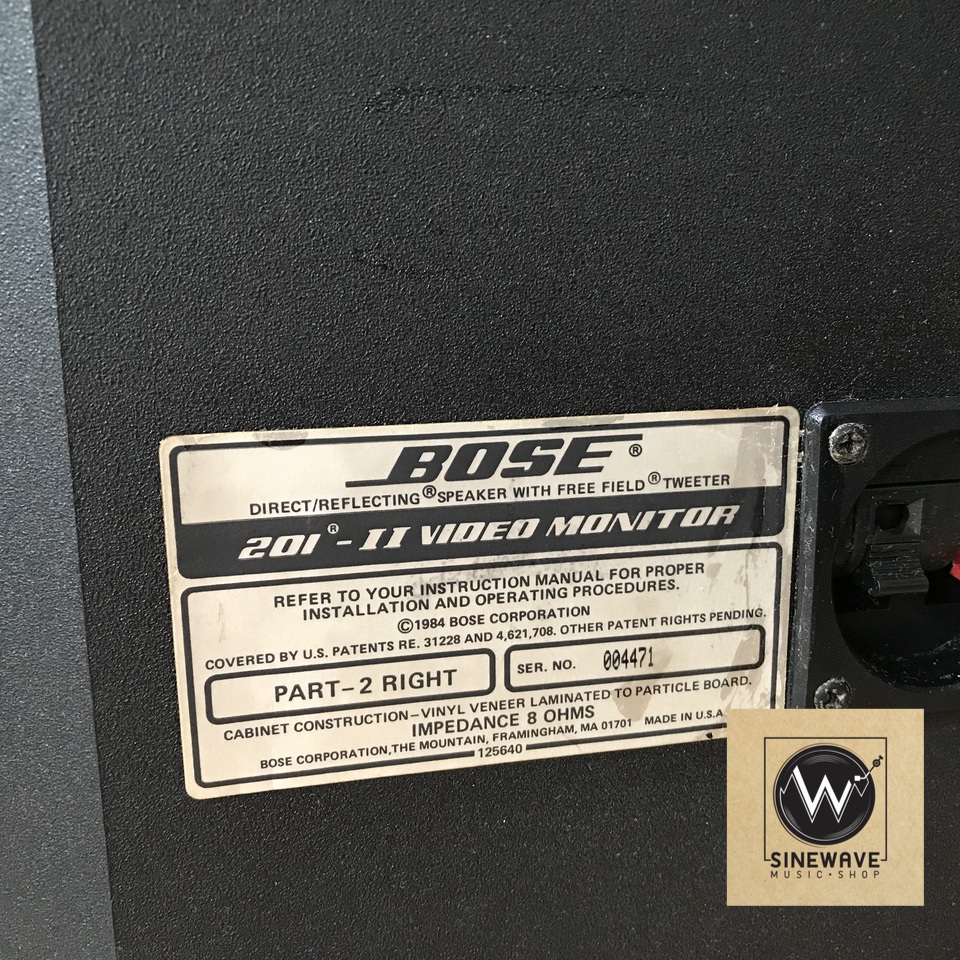 BOSE®
DIRECT/REFLECTING® SPEAKER WITH FREE FIELD® TWEETER
201®-II VIDEO MONITOR
REFER TO YOUR INSTRUCTION MANUAL FOR PROPER
INSTALLATION AND OPERATING PROCEDURES.
©1984 BOSE CORPORATION
COVERED BY U.S. PATENTS RE. 31228 AND 4,621,708. OTHER PATENT RIGHTS PENDING.
PART-2 RIGHT
SER. NO. 004471
CABINET CONSTRUCTION-VINYL VENEER LAMINATED TO PARTICLE BOARD.
IMPEDANCE 8 OHMS
BOSE CORPORATION, THE MOUNTAIN, FRAMINGHAM, MA 01701 MADE IN U.S.A.
125640
W
SINEWAVE
MUSIC·SHOP